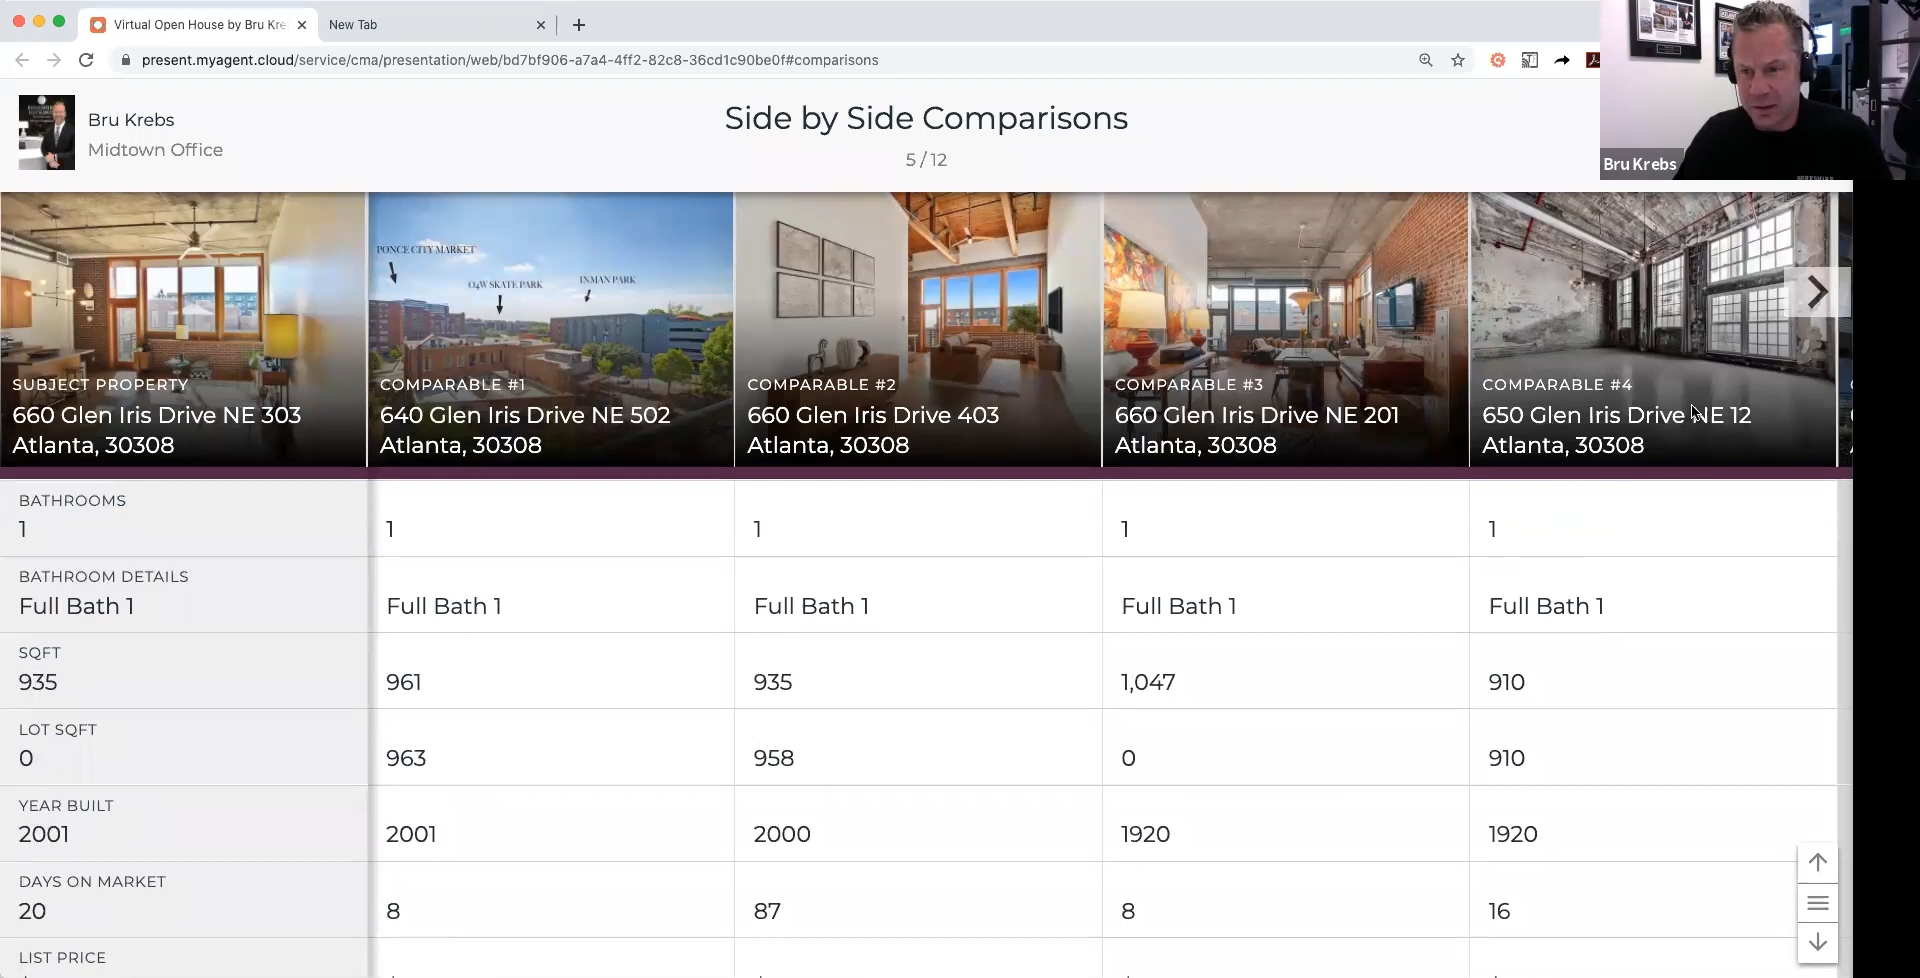 Virtual Open House by Bru Kre
New Tab
present.myagent.cloud/service/cma/presentation/web/bd7bf906-a7a4-4ff2-82c8-36cd1c90be0f#comparisons
Bru Krebs
Midtown Office
Side by Side Comparisons
5 / 12
Bru Krebs
PONCE CITY MARKET
O4W SKATE PARK
INMAN PARK
SUBJECT PROPERTY
660 Glen Iris Drive NE 303
Atlanta, 30308
COMPARABLE #1
640 Glen Iris Drive NE 502
Atlanta, 30308
COMPARABLE #2
660 Glen Iris Drive 403
Atlanta, 30308
COMPARABLE #3
660 Glen Iris Drive NE 201
Atlanta, 30308
COMPARABLE #4
650 Glen Iris Drive NE 12
Atlanta, 30308
BATHROOMS
1 1 1 1 1
BATHROOM DETAILS
Full Bath 1 Full Bath 1 Full Bath 1 Full Bath 1 Full Bath 1
SQFT
935 961 935 1,047 910
LOT SQFT
0 963 958 0 910
YEAR BUILT
2001 2001 2000 1920 1920
DAYS ON MARKET
20 8 87 8 16
LIST PRICE